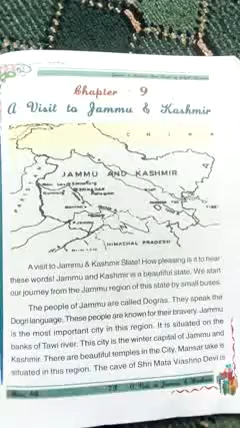 Chapter - 9
A Visit to Jammu & Kashmir
C H I N A
JAMMU AND KASHMIR
HIMACHAL PRADESH
A visit to Jammu & Kashmir State! How pleasing it is to hear
these words! Jammu and Kashmir is a beautiful state. We start
our journey from the Jammu region of this state by small buses.
The people of Jammu are called Dogras. They speak the
Dogri language. These people are known for their bravery. Jammu
is the most important city in this region. It is situated on the
banks of Tawi river. This is the winter capital of Jammu and
Kashmir. There are beautiful temples in the City. Mansar lake is
situated in this region. The cave of Shri Mata Viashno Devi is
A Visit to Jammu & Kashmir